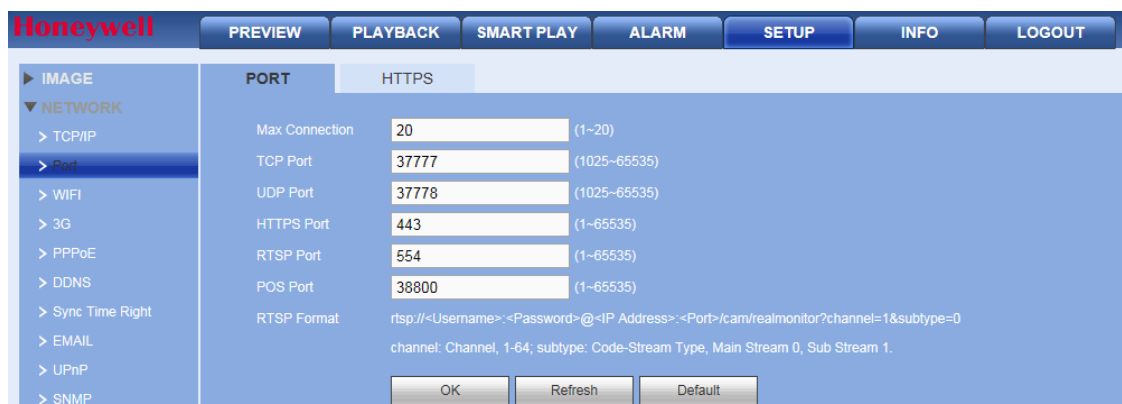 Honeywell
PREVIEW PLAYBACK SMART PLAY ALARM SETUP INFO LOGOUT
IMAGE
NETWORK
> TCP/IP
> Port
> WIFI
> 3G
> PPPoE
> DDNS
> Sync Time Right
> EMAIL
> UPnP
> SNMP
PORT HTTPS
Max Connection 20 (1~20)
TCP Port 37777 (1025~65535)
UDP Port 37778 (1025~65535)
HTTPS Port 443 (1~65535)
RTSP Port 554 (1~65535)
POS Port 38800 (1~65535)
RTSP Format rtsp://<Username>:<Password>@<IP Address>:<Port>/cam/realmonitor?channel=1&subtype=0
channel: Channel, 1-64; subtype: Code-Stream Type, Main Stream 0, Sub Stream 1.
OK Refresh Default